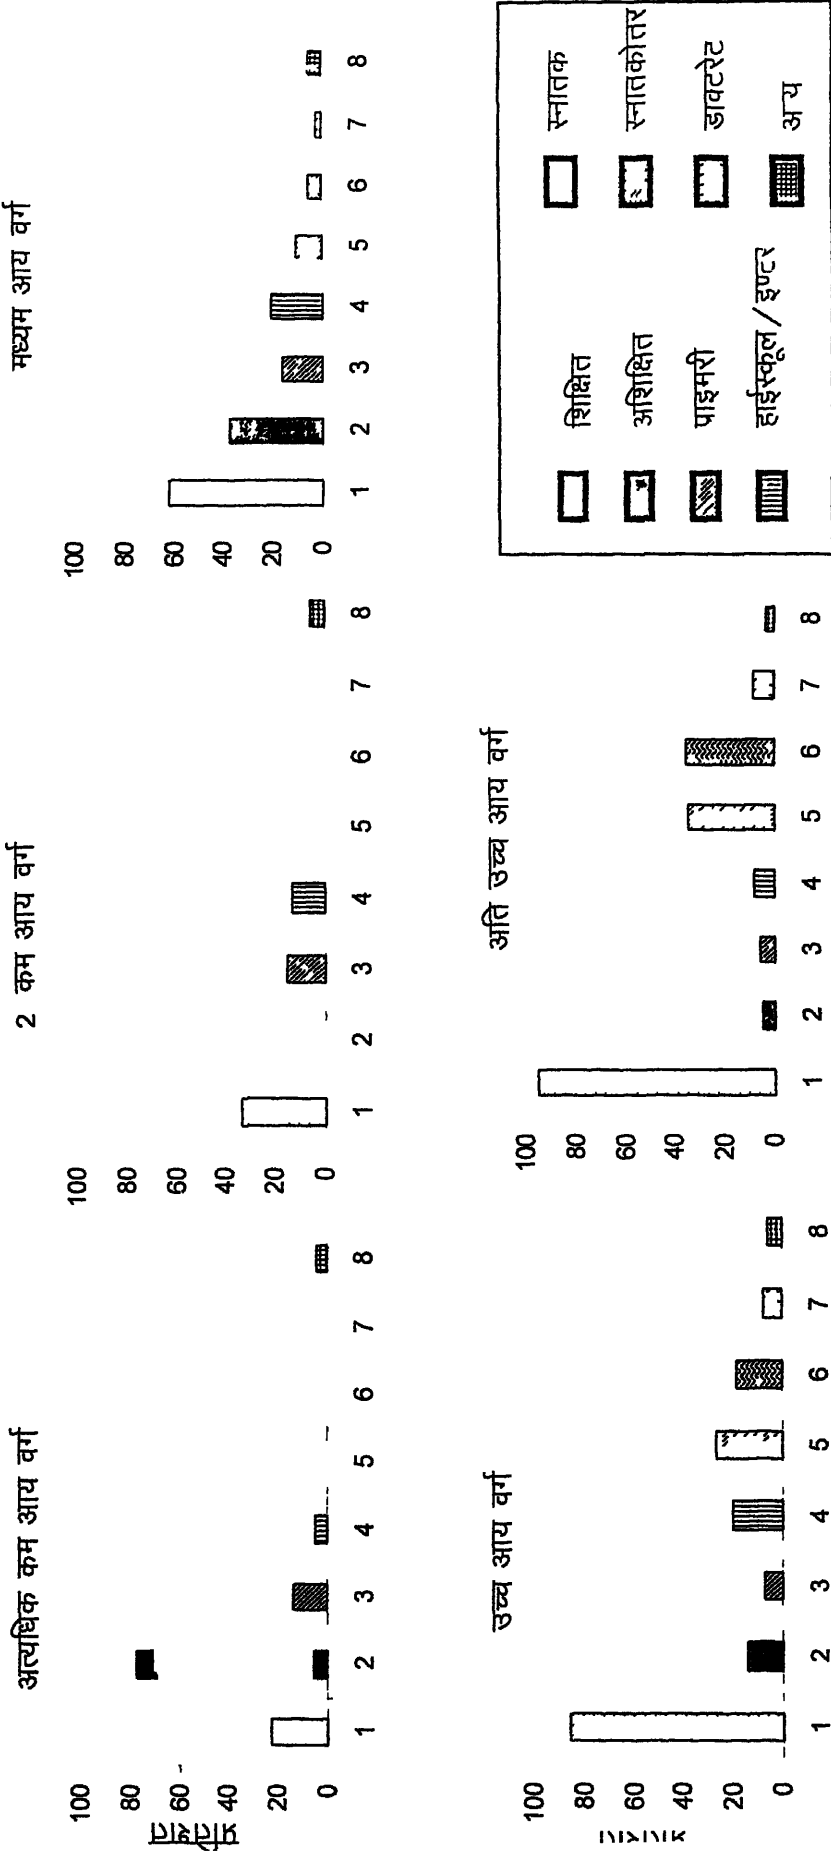 अत्यधिक कम आय वर्ग
प्रतिशत
100
80
60
40
20
0
1 2 3 4 5 6 7 8
2 कम आय वर्ग
100
80
60
40
20
0
1 2 3 4 5 6 7 8
मध्यम आय वर्ग
100
80
60
40
20
0
1 2 3 4 5 6 7 8
उच्च आय वर्ग
100
80
60
40
20
0
1 2 3 4 5 6 7 8
अति उच्च आय वर्ग
100
80
60
40
20
0
1 2 3 4 5 6 7 8
शिक्षित स्नातक
अशिक्षित स्नातकोत्तर
प्राइमरी डाक्टरेट
हाईस्कूल/इण्टर अन्य